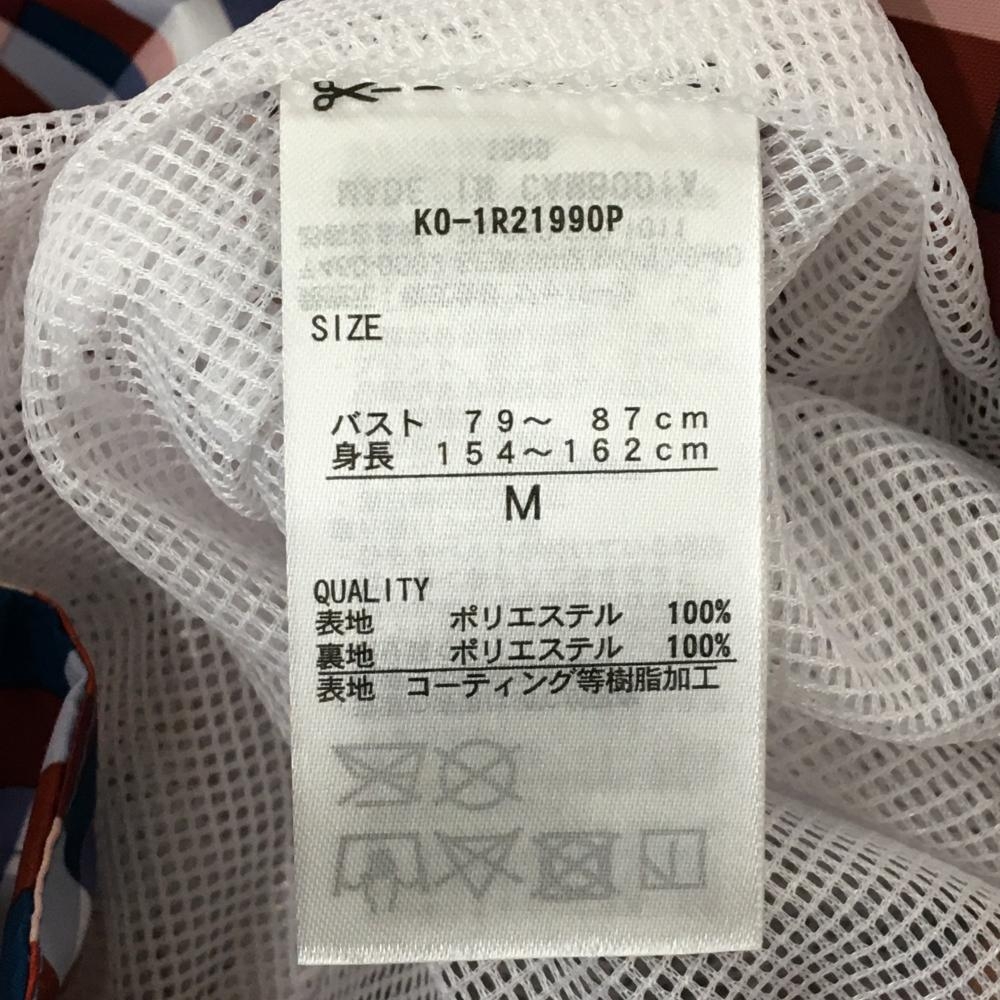 KO-1R21990P
SIZE
バスト 79～ 87cm
身長 154～162cm
M
QUALITY
表地 ポリエステル 100%
裏地 ポリエステル 100%
表地 コーティング等樹脂加工